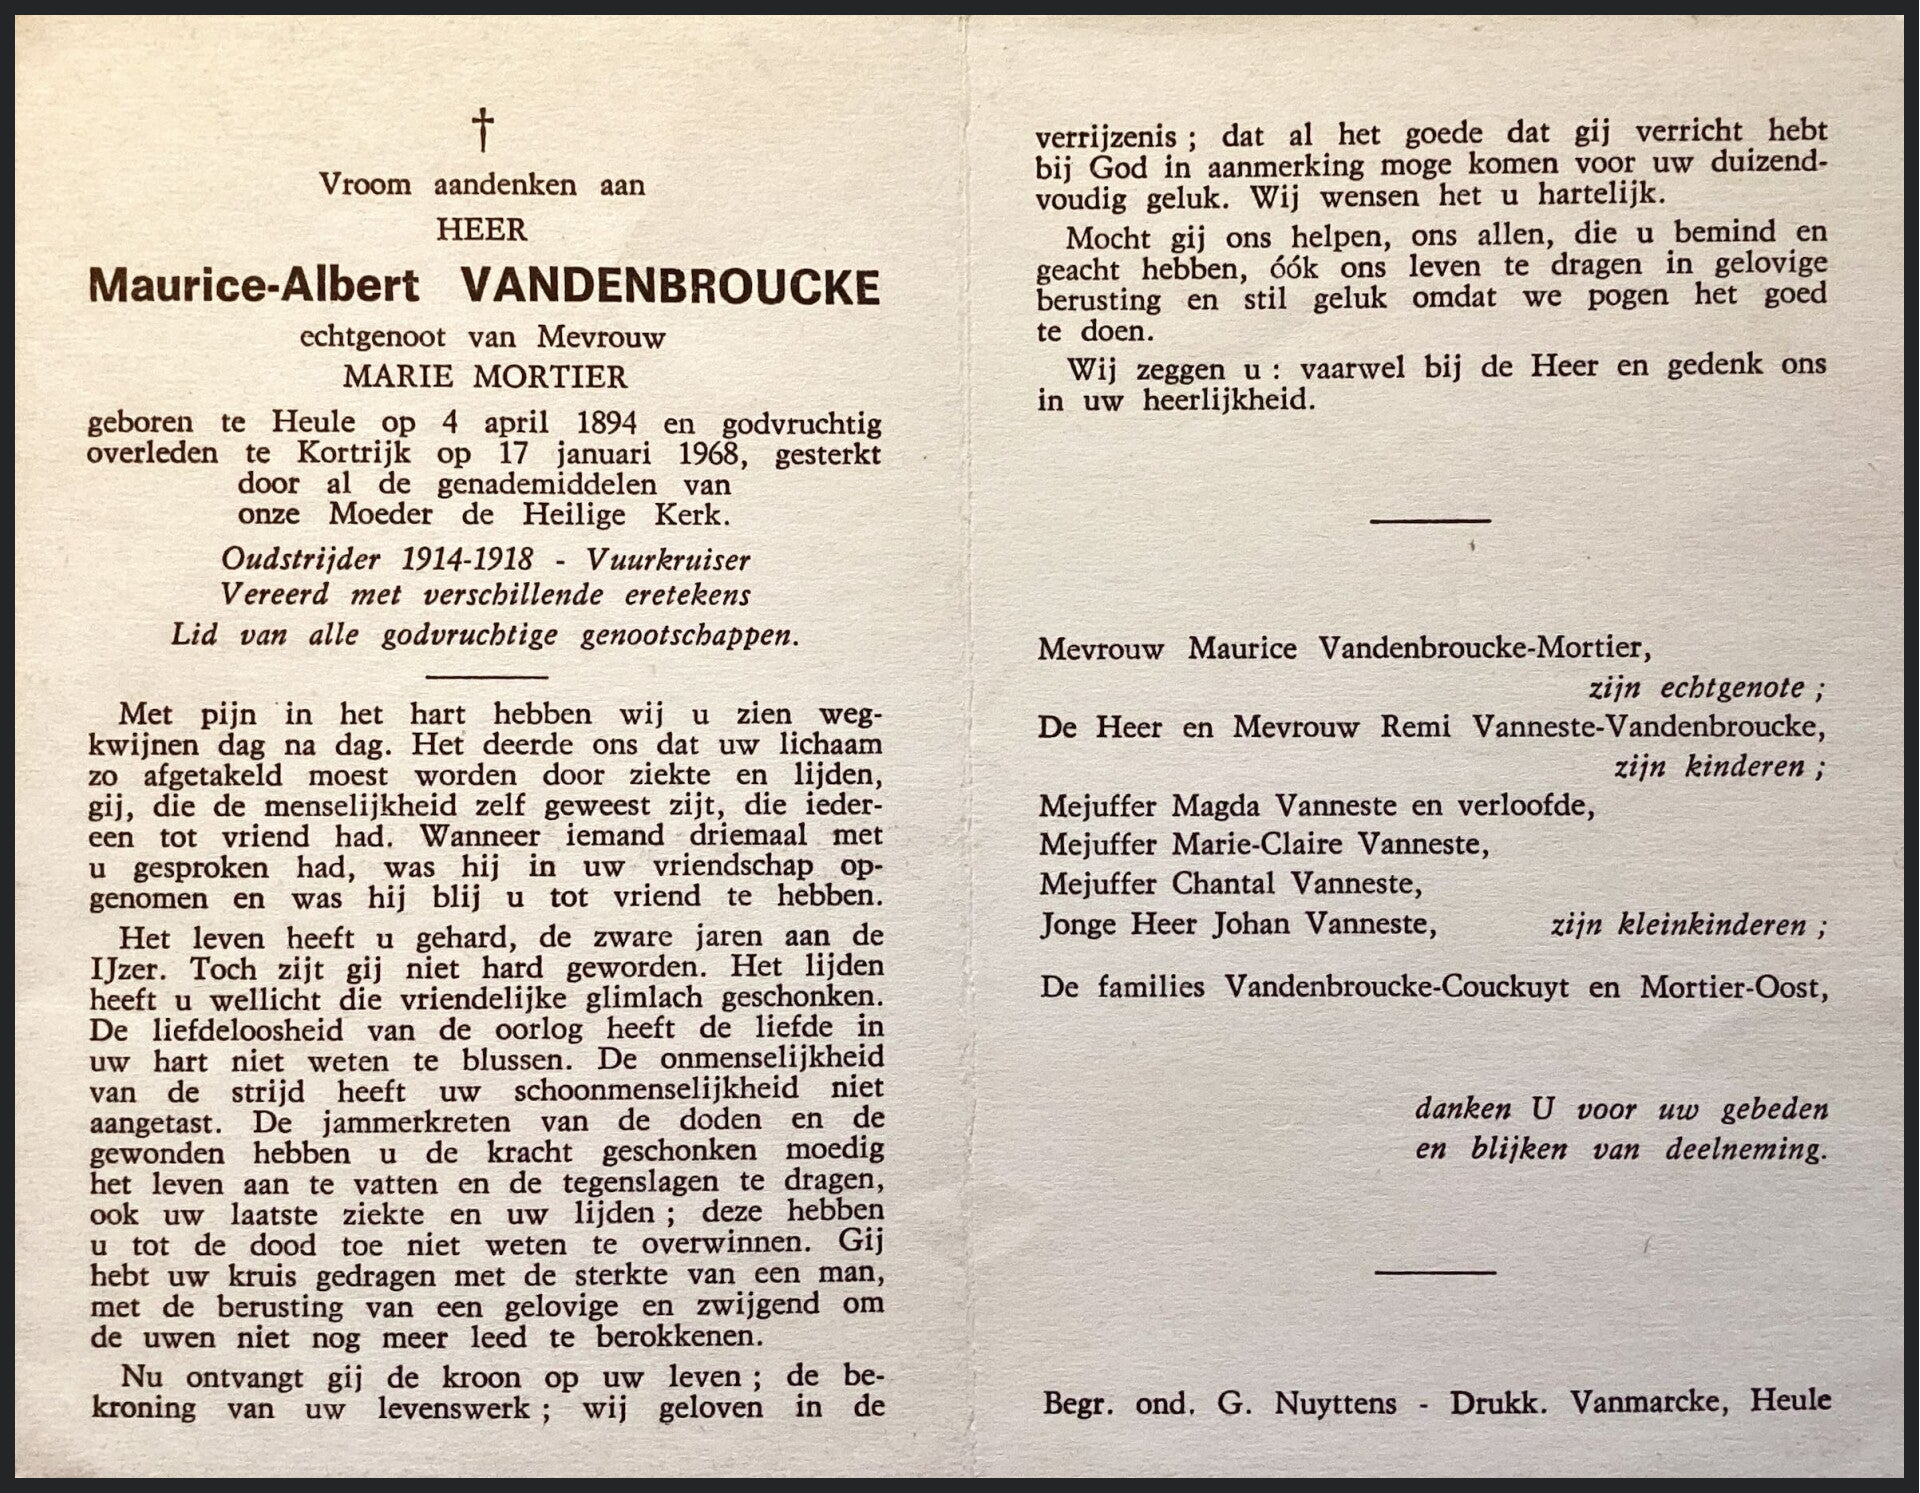 †
Vroom aandenken aan
HEER
Maurice-Albert VANDENBROUCKE
echtgenoot van Mevrouw
MARIE MORTIER
geboren te Heule op 4 april 1894 en godvruchtig
overleden te Kortrijk op 17 januari 1968, gesterkt
door al de genademiddelen van
onze Moeder de Heilige Kerk.
Oudstrijder 1914-1918 - Vuurkruiser
Vereerd met verschillende eretekens
Lid van alle godvruchtige genootschappen.
Met pijn in het hart hebben wij u zien weg-
kwijnen dag na dag. Het deerde ons dat uw lichaam
zo afgetakeld moest worden door ziekte en lijden,
gij, die de menselijkheid zelf geweest zijt, die ieder-
een tot vriend had. Wanneer iemand driemaal met
u gesproken had, was hij in uw vriendschap op-
genomen en was hij blij u tot vriend te hebben.
Het leven heeft u gehard, de zware jaren aan de
IJzer. Toch zijt gij niet hard geworden. Het lijden
heeft u wellicht die vriendelijke glimlach geschonken.
De liefdeloosheid van de oorlog heeft de liefde in
uw hart niet weten te blussen. De onmenselijkheid
van de strijd heeft uw schoonmenselijkheid niet
aangetast. De jammerkreten van de doden en de
gewonden hebben u de kracht geschonken moedig
het leven aan te vatten en de tegenslagen te dragen,
ook uw laatste ziekte en uw lijden ; deze hebben
u tot de dood toe niet weten te overwinnen. Gij
hebt uw kruis gedragen met de sterkte van een man,
met de berusting van een gelovige en zwijgend om
de uwen niet nog meer leed te berokkenen.
Nu ontvangt gij de kroon op uw leven ; de be-
kroning van uw levenswerk ; wij geloven in de
verrijzenis ; dat al het goede dat gij verricht hebt
bij God in aanmerking moge komen voor uw duizend-
voudig geluk. Wij wensen het u hartelijk.
Mocht gij ons helpen, ons allen, die u bemind en
geacht hebben, óók ons leven te dragen in gelovige
berusting en stil geluk omdat we pogen het goed
te doen.
Wij zeggen u : vaarwel bij de Heer en gedenk ons
in uw heerlijkheid.
Mevrouw Maurice Vandenbroucke-Mortier,
zijn echtgenote ;
De Heer en Mevrouw Remi Vanneste-Vandenbroucke,
zijn kinderen ;
Mejuffer Magda Vanneste en verloofde,
Mejuffer Marie-Claire Vanneste,
Mejuffer Chantal Vanneste,
Jonge Heer Johan Vanneste, zijn kleinkinderen ;
De families Vandenbroucke-Couckuyt en Mortier-Oost,
danken U voor uw gebeden
en blijken van deelneming.
Begr. ond. G. Nuyttens - Drukk. Vanmarcke, Heule